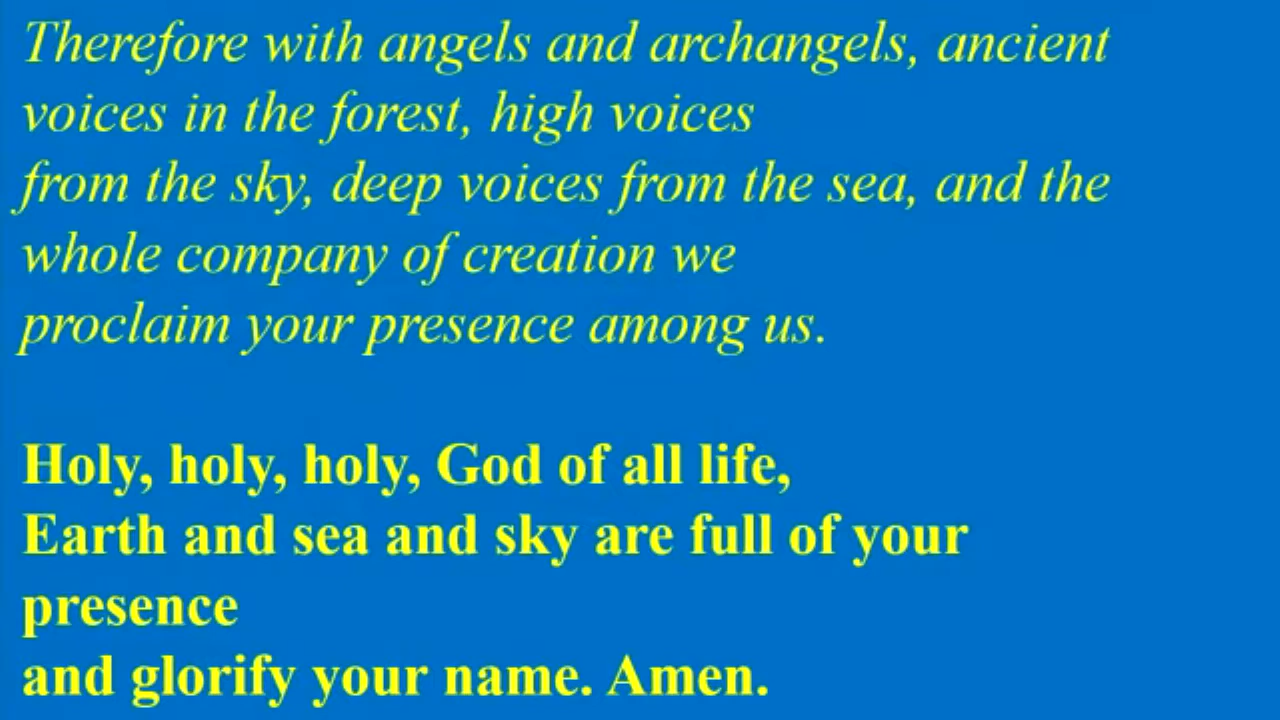 Therefore with angels and archangels, ancient
voices in the forest, high voices
from the sky, deep voices from the sea, and the
whole company of creation we
proclaim your presence among us.
Holy, holy, holy, God of all life,
Earth and sea and sky are full of your
presence
and glorify your name. Amen.